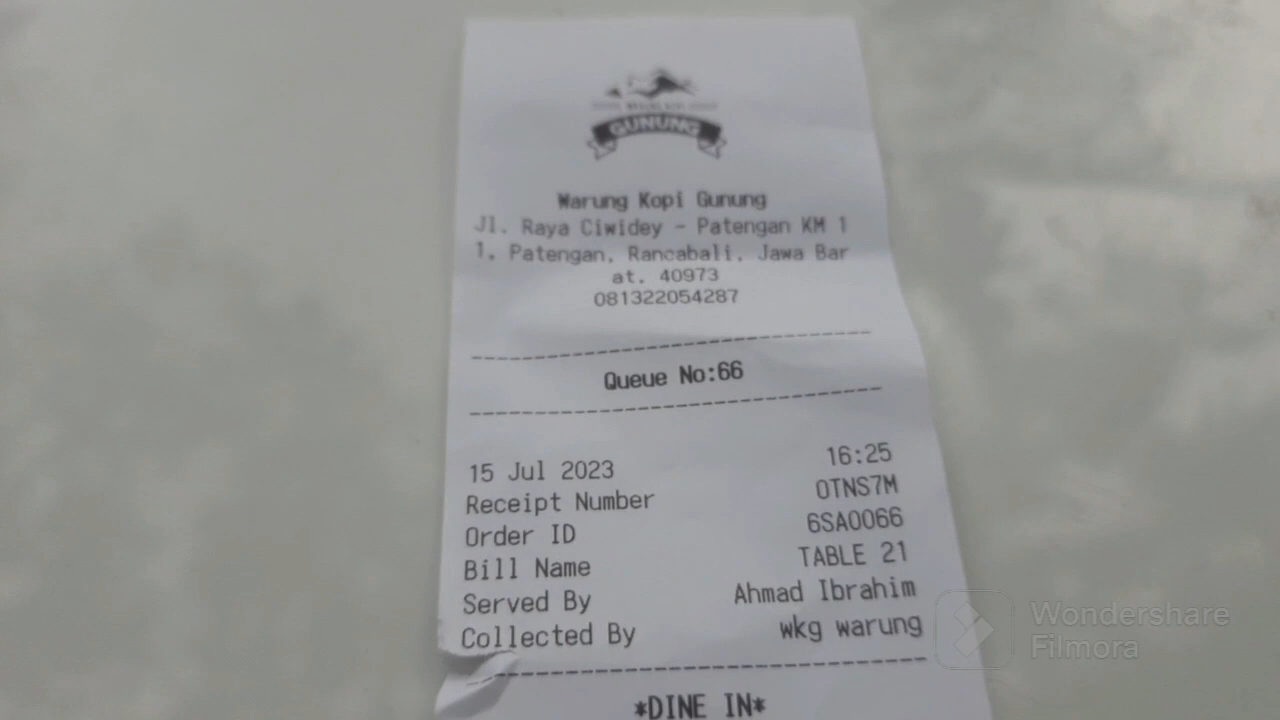 GUNUNG
Warung Kopi Gunung
Jl. Raya Ciwidey - Patengan KM 1
1, Patengan, Rancabali, Jawa Bar
at, 40973
081322054287
Queue No:66
15 Jul 2023 16:25
Receipt Number OTNS7M
Order ID 6SA0066
Bill Name TABLE 21
Served By Ahmad Ibrahim
Collected By wkg warung
*DINE IN*
Wondershare
Filmora